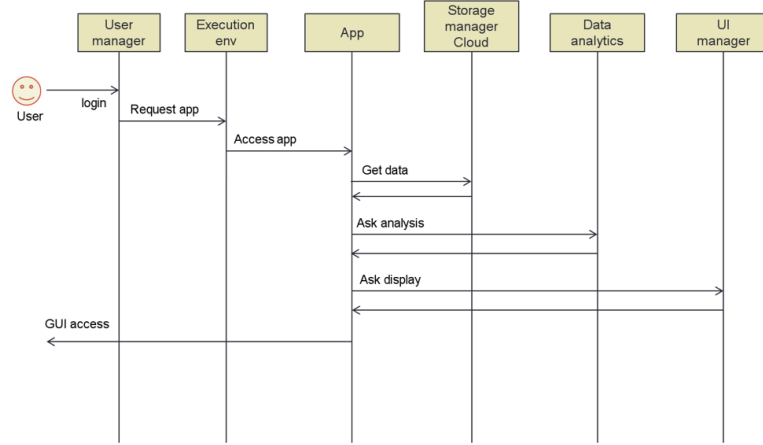 User
manager
Execution
env
App
Storage
manager
Cloud
Data
analytics
UI
manager
login
User
Request app
Access app
Get data
Ask analysis
Ask display
GUI access